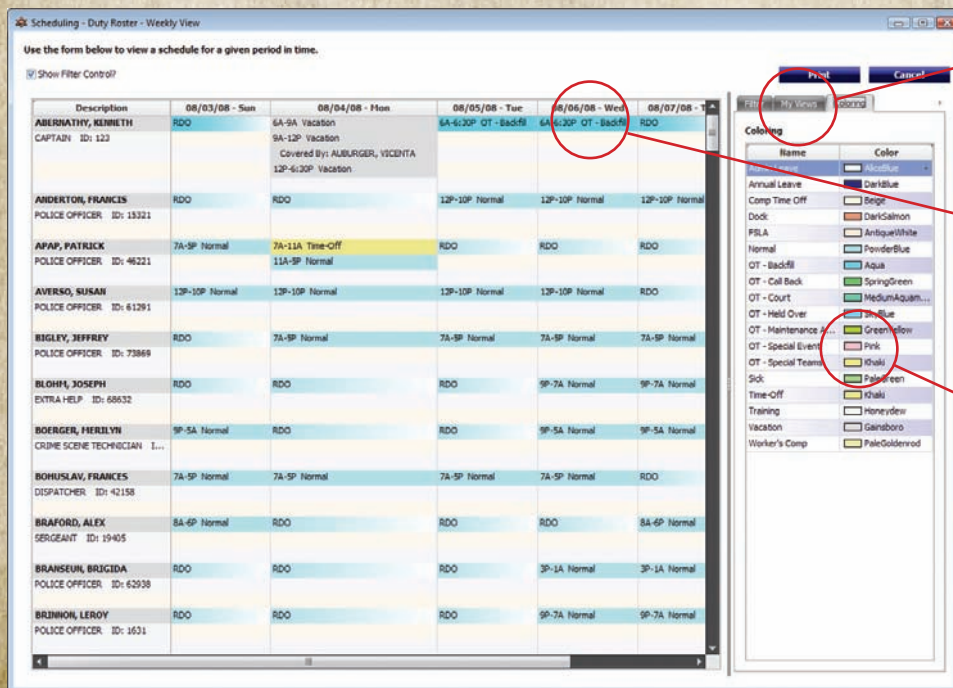 Scheduling - Duty Roster - Weekly View
Use the form below to view a schedule for a given period in time.
Show Filter Control?
Print Cancel
Filter My Views Coloring
Description 08/03/08 - Sun 08/04/08 - Mon 08/05/08 - Tue 08/06/08 - Wed 08/07/08 - T
ABERNATHY, KENNETH RDO 6A-9A Vacation 6A-6:30P OT - Backfill 6A-6:30P OT - Backfill RDO
CAPTAIN ID: 123 9A-12P Vacation
Covered By: AUBURGER, VICENTA
12P-6:30P Vacation
ANDERTON, FRANCIS RDO RDO 12P-10P Normal 12P-10P Normal 12P-10P Normal
POLICE OFFICER ID: 15321
APAP, PATRICK 7A-5P Normal 7A-11A Time-Off RDO RDO RDO
POLICE OFFICER ID: 46221 11A-5P Normal
AVERSO, SUSAN 12P-10P Normal 12P-10P Normal 12P-10P Normal 12P-10P Normal RDO
POLICE OFFICER ID: 61291
BIGLEY, JEFFREY RDO 7A-5P Normal 7A-5P Normal 7A-5P Normal 7A-5P Normal
POLICE OFFICER ID: 73869
BLOHM, JOSEPH RDO RDO RDO 9P-7A Normal 9P-7A Normal
EXTRA HELP ID: 68632
BOERGER, MERILYN 9P-5A Normal RDO RDO 9P-5A Normal 9P-5A Normal
CRIME SCENE TECHNICIAN I...
BOHUSLAV, FRANCES 7A-5P Normal 7A-5P Normal 7A-5P Normal 7A-5P Normal RDO
DISPATCHER ID: 42158
BRAFORD, ALEX 8A-6P Normal RDO RDO RDO 8A-6P Normal
SERGEANT ID: 19405
BRANSEUN, BRIGIDA RDO RDO RDO 3P-1A Normal 3P-1A Normal
POLICE OFFICER ID: 62938
BRINNON, LEROY RDO RDO RDO 9P-7A Normal 9P-7A Normal
POLICE OFFICER ID: 1631
Coloring
Name Color
Leave AliceBlue
Annual Leave DarkBlue
Comp Time Off Beige
Dock DarkSalmon
FSLA AntiqueWhite
Normal PowderBlue
OT - Backfill Aqua
OT - Call Back SpringGreen
OT - Court MediumAquam...
OT - Held Over SkyBlue
OT - Maintenance A... GreenYellow
OT - Special Event Pink
OT - Special Teams Khaki
Sick PaleGreen
Time-Off Khaki
Training Honeydew
Vacation Gainsboro
Worker's Comp PaleGoldenrod